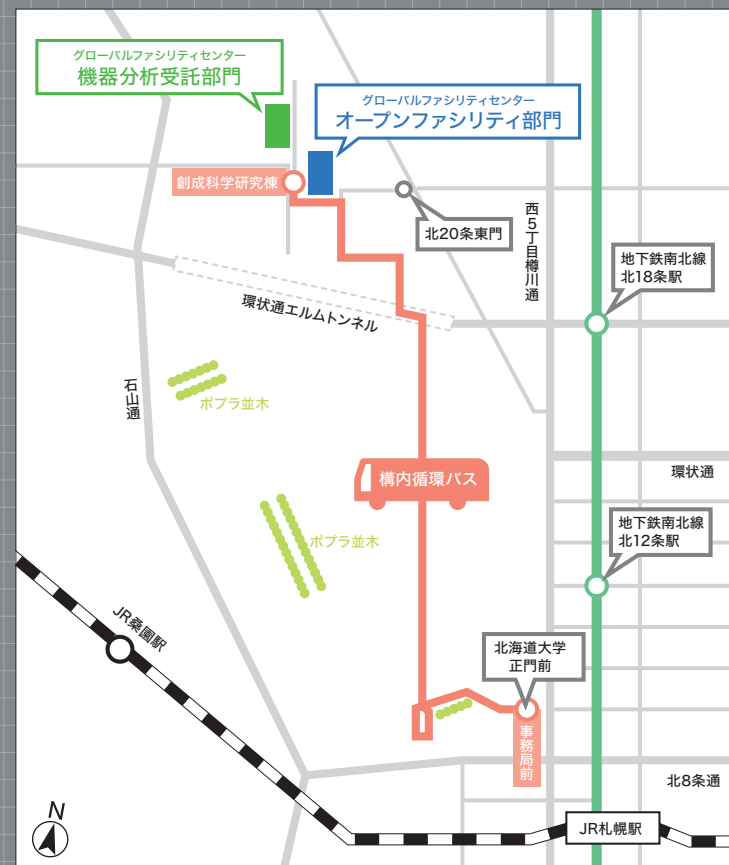 グローバルファシリティセンター
機器分析受託部門
グローバルファシリティセンター
オープンファシリティ部門
創成科学研究棟
北20条東門
西5丁目樽川通
地下鉄南北線
北18条駅
環状通エルムトンネル
石山通
ポプラ並木
環状通
構内循環バス
地下鉄南北線
北12条駅
ポプラ並木
JR桑園駅
北海道大学
正門前
事務局前
北8条通
N
JR札幌駅